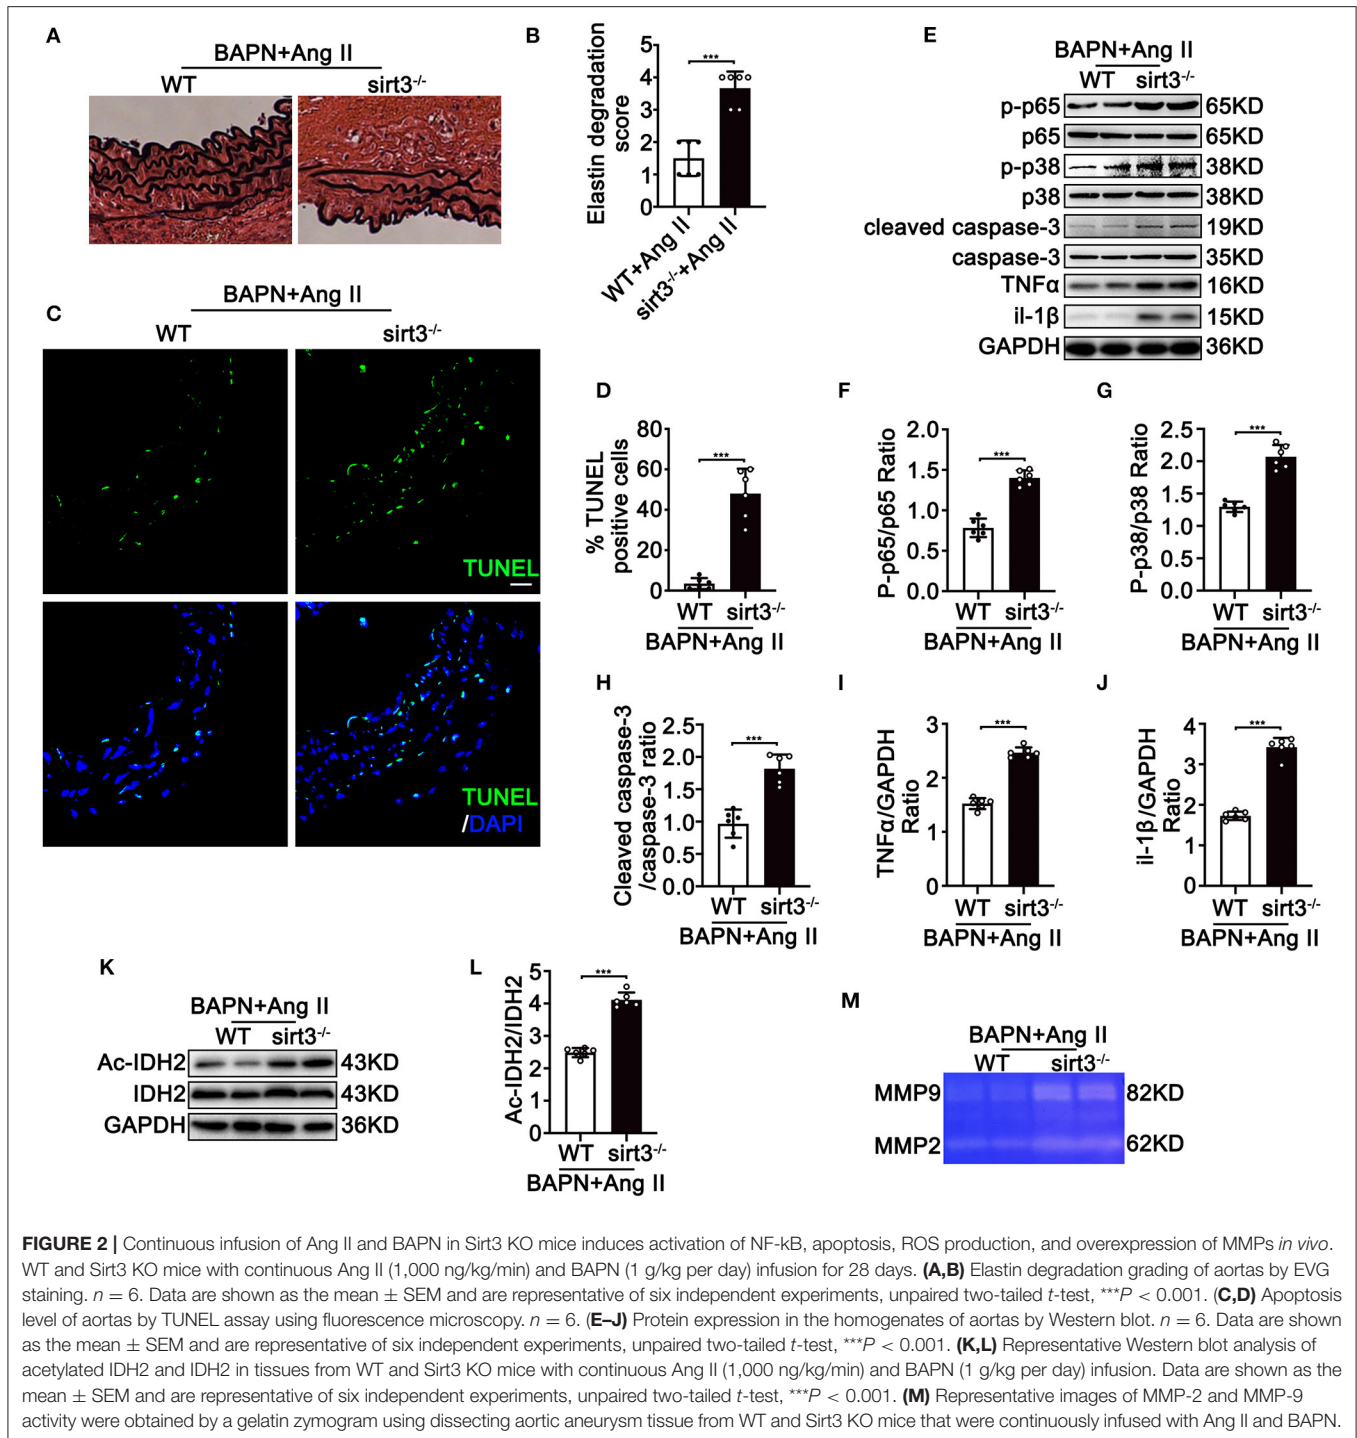 A
BAPN+Ang II
WT sirt3-/-
B
Elastin degradation
score
5
4
3
2
1
0
***
WT+Ang II
sirt3-/-+Ang II
C
BAPN+Ang II
WT sirt3-/-
TUNEL
TUNEL
/DAPI
D
% TUNEL
positive cells
80
60
40
20
0
***
WT sirt3-/-
BAPN+Ang II
E
BAPN+Ang II
WT sirt3-/-
p-p65 65KD
p65 65KD
p-p38 38KD
p38 38KD
cleaved caspase-3 19KD
caspase-3 35KD
TNFα 16KD
il-1β 15KD
GAPDH 36KD
F
P-p65/p65 Ratio
2.0
1.5
1.0
0.5
0.0
***
WT sirt3-/-
BAPN+Ang II
G
P-p38/p38 Ratio
2.5
2.0
1.5
1.0
0.5
0.0
***
WT sirt3-/-
BAPN+Ang II
H
Cleaved caspase-3
/caspase-3 ratio
2.5
2.0
1.5
1.0
0.5
0.0
***
WT sirt3-/-
BAPN+Ang II
I
TNFα/GAPDH
Ratio
3
2
1
0
***
WT sirt3-/-
BAPN+Ang II
J
il-1β/GAPDH
Ratio
4
3
2
1
0
***
WT sirt3-/-
BAPN+Ang II
K
BAPN+Ang II
WT sirt3-/-
Ac-IDH2 43KD
IDH2 43KD
GAPDH 36KD
L
Ac-IDH2/IDH2
5
4
3
2
1
0
***
WT sirt3-/-
BAPN+Ang II
M
BAPN+Ang II
WT sirt3-/-
MMP9 82KD
MMP2 62KD
FIGURE 2 | Continuous infusion of Ang II and BAPN in Sirt3 KO mice induces activation of NF-kB, apoptosis, ROS production, and overexpression of MMPs in vivo.
WT and Sirt3 KO mice with continuous Ang II (1,000 ng/kg/min) and BAPN (1 g/kg per day) infusion for 28 days. (A,B) Elastin degradation grading of aortas by EVG
staining. n = 6. Data are shown as the mean ± SEM and are representative of six independent experiments, unpaired two-tailed t-test, ***P < 0.001. (C,D) Apoptosis
level of aortas by TUNEL assay using fluorescence microscopy. n = 6. (E–J) Protein expression in the homogenates of aortas by Western blot. n = 6. Data are shown
as the mean ± SEM and are representative of six independent experiments, unpaired two-tailed t-test, ***P < 0.001. (K,L) Representative Western blot analysis of
acetylated IDH2 and IDH2 in tissues from WT and Sirt3 KO mice with continuous Ang II (1,000 ng/kg/min) and BAPN (1 g/kg per day) infusion. Data are shown as the
mean ± SEM and are representative of six independent experiments, unpaired two-tailed t-test, ***P < 0.001. (M) Representative images of MMP-2 and MMP-9
activity were obtained by a gelatin zymogram using dissecting aortic aneurysm tissue from WT and Sirt3 KO mice that were continuously infused with Ang II and BAPN.